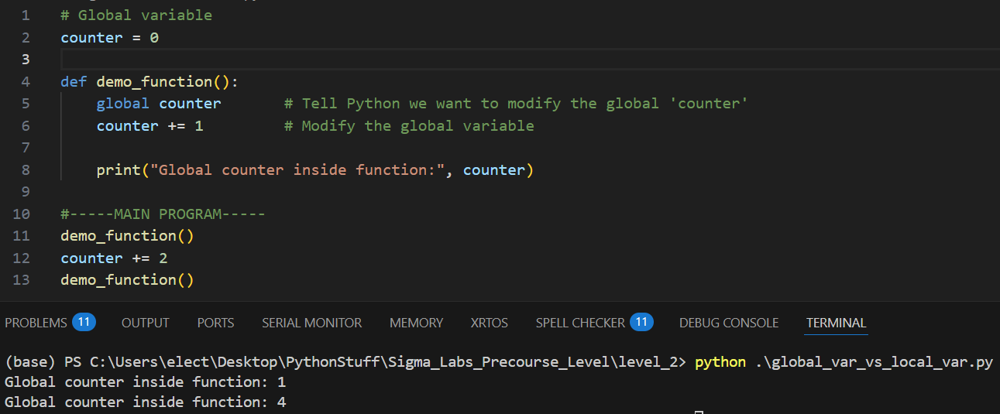 1 # Global variable
2 counter = 0
3
4 def demo_function():
5     global counter       # Tell Python we want to modify the global 'counter'
6     counter += 1         # Modify the global variable
7
8     print("Global counter inside function:", counter)
9
10 #-----MAIN PROGRAM-----
11 demo_function()
12 counter += 2
13 demo_function()
PROBLEMS 11 OUTPUT PORTS SERIAL MONITOR MEMORY XRTOS SPELL CHECKER 11 DEBUG CONSOLE TERMINAL
(base) PS C:\Users\elect\Desktop\PythonStuff\Sigma_Labs_Precourse_Level\level_2> python .\global_var_vs_local_var.py
Global counter inside function: 1
Global counter inside function: 4